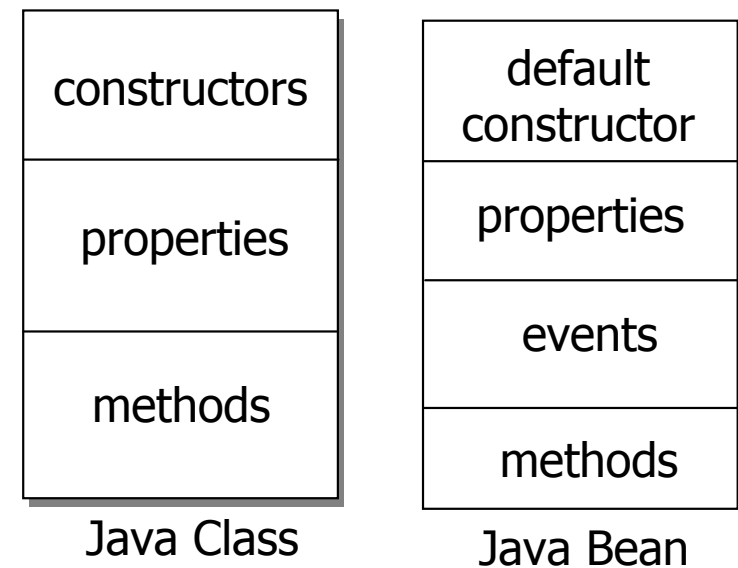 constructors
properties
methods
Java Class
default
constructor
properties
events
methods
Java Bean